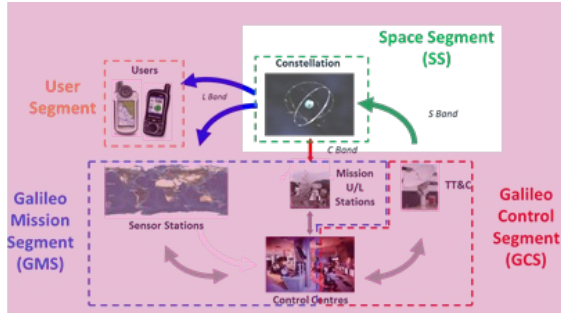 Space Segment
(SS)
Constellation
Users
User
Segment
L Band
S Band
C Band
Mission
U/L
Stations
TT&C
Galileo
Mission
Segment
(GMS)
Sensor Stations
Galileo
Control
Segment
(GCS)
Control Centres